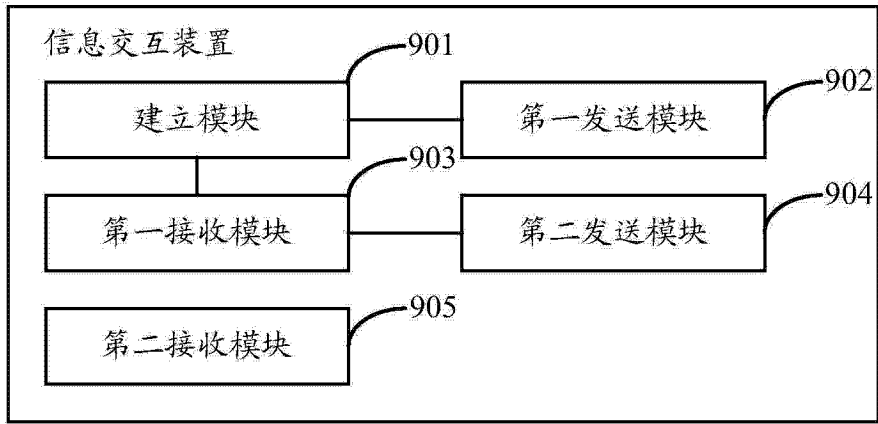 信息交互装置
901
建立模块
902
第一发送模块
903
第一接收模块
904
第二发送模块
905
第二接收模块